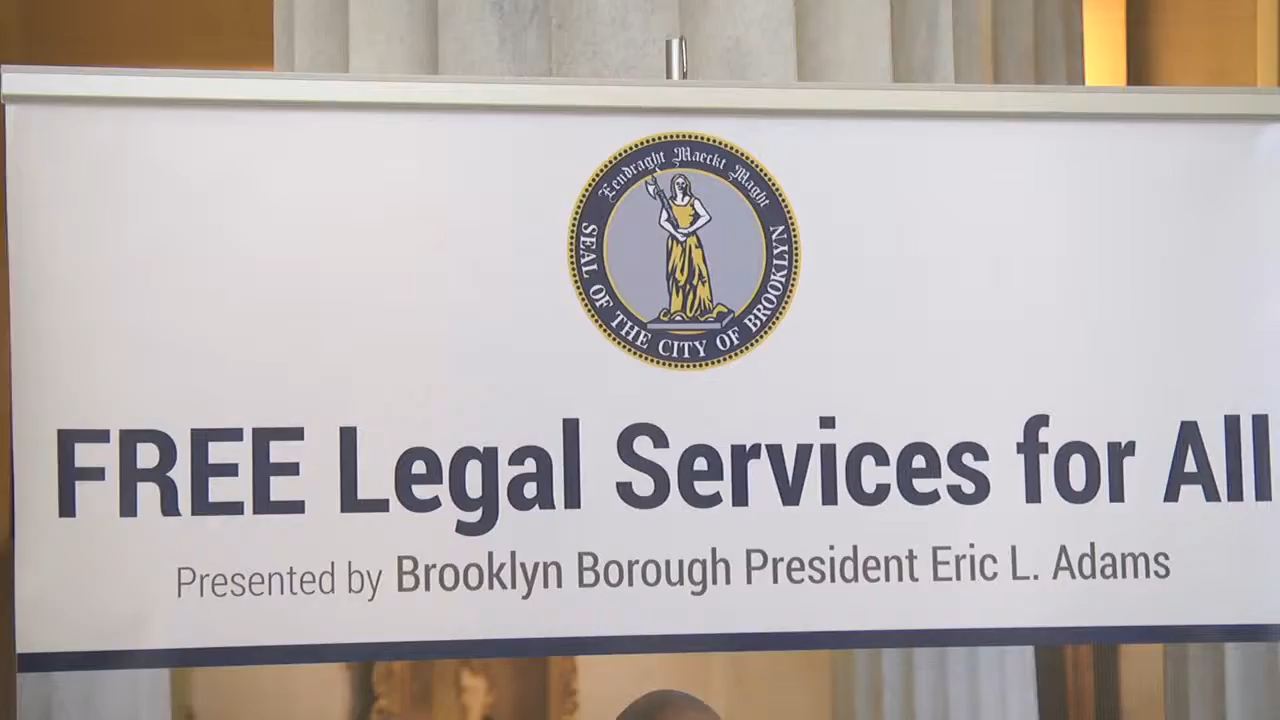 Eendraght Maeckt Maght
SEAL OF THE CITY OF BROOKLYN
FREE Legal Services for All
Presented by Brooklyn Borough President Eric L. Adams